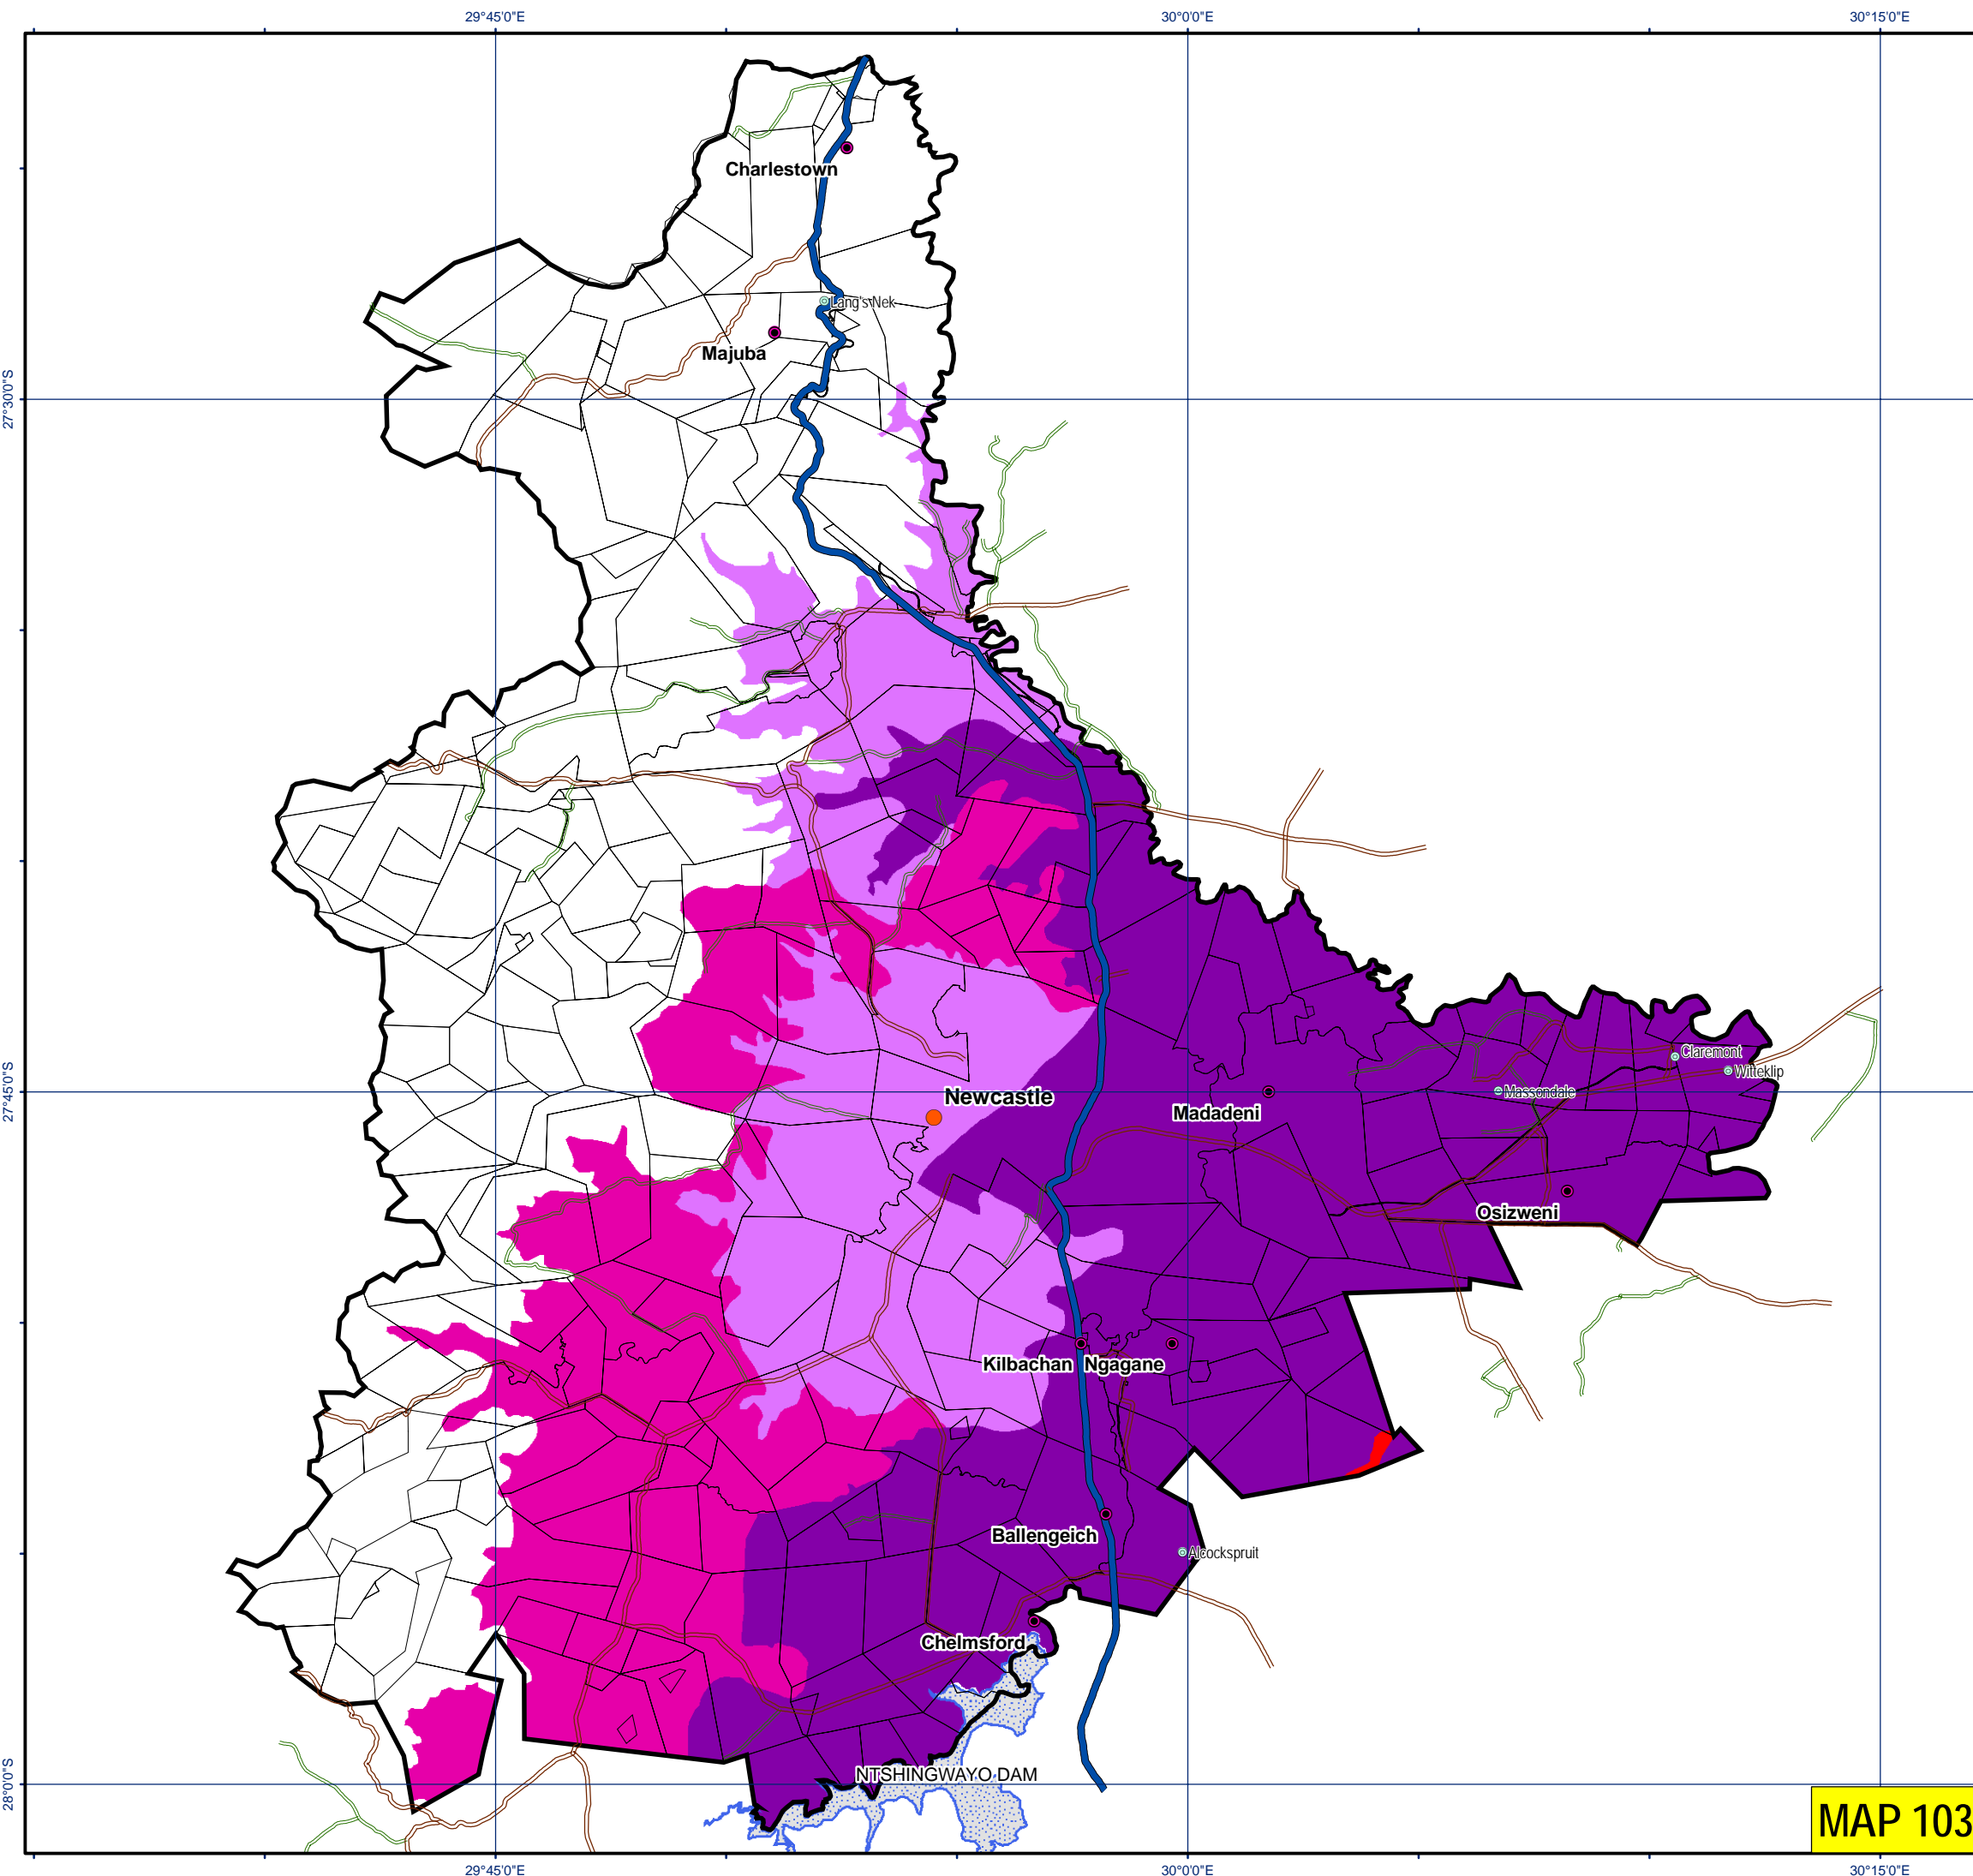 29°45'0"E
30°0'0"E
30°15'0"E
Charlestown
Lang's Nek
Majuba
27°30'0"S
Claremont
Witteklip
Massondale
27°45'0"S
Newcastle
Madadeni
Osizweni
Kilbachan
Ngagane
Ballengeich
Alcockspruit
Chelmsford
NTSHINGWAYO DAM
28°0'0"S
MAP 103
29°45'0"E
30°0'0"E
30°15'0"E